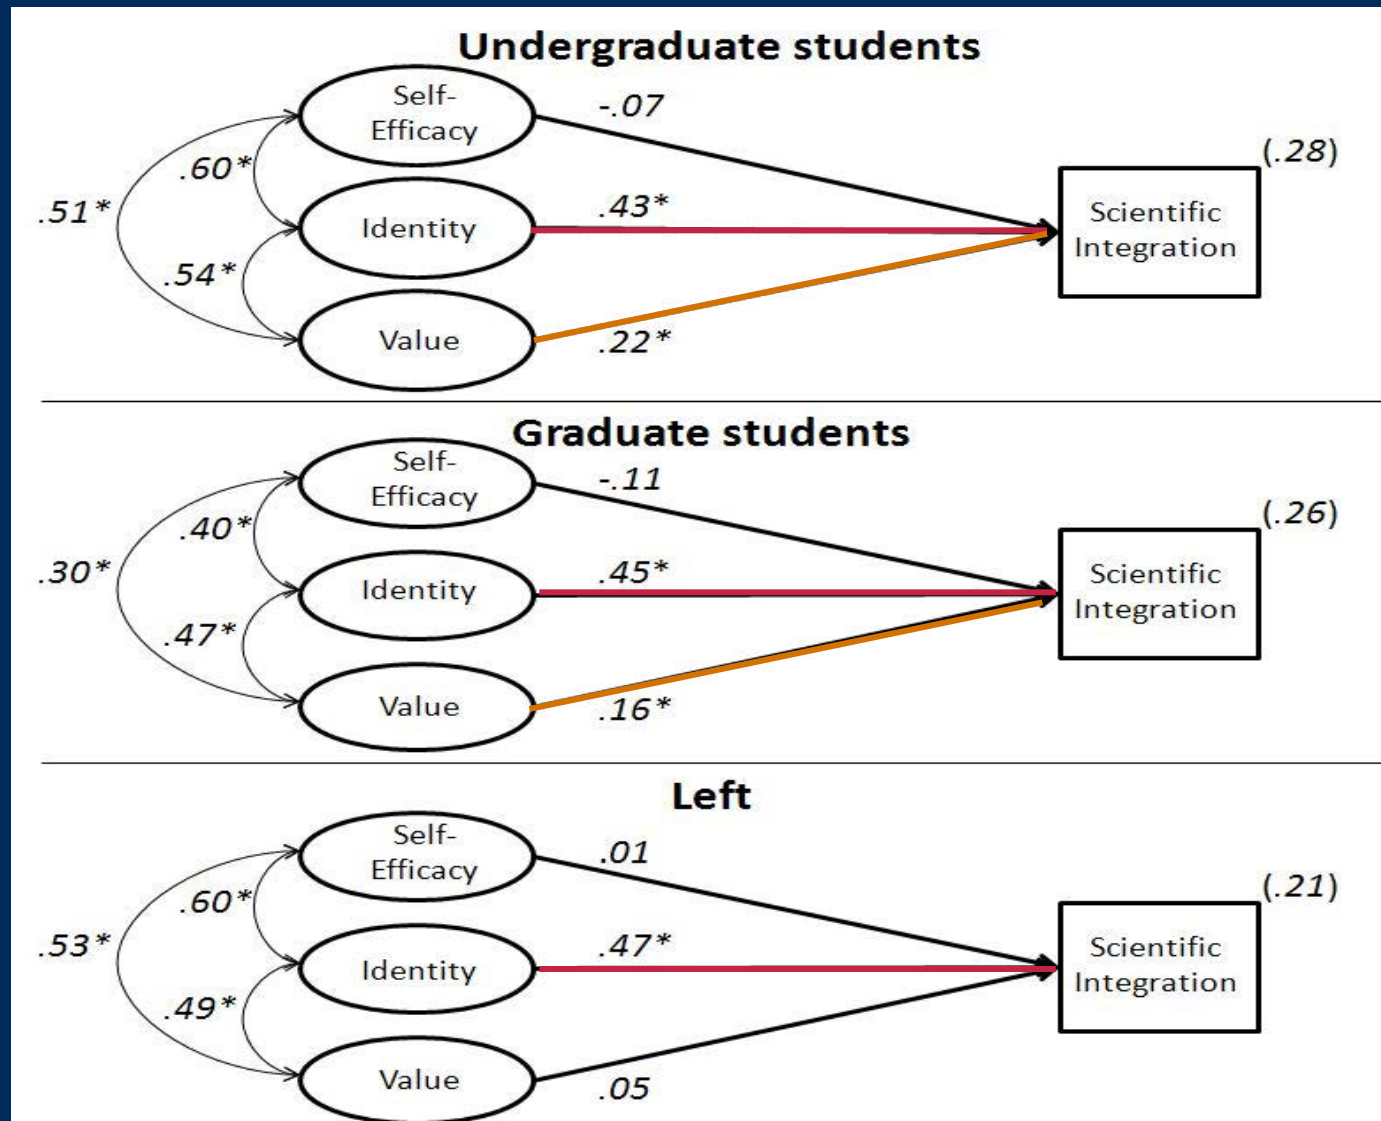 Undergraduate students
Self-
Efficacy
-.07
(.28)
.60*
.51*
Identity
.43*
Scientific
Integration
.54*
Value
.22*
Graduate students
Self-
Efficacy
-.11
(.26)
.40*
.30*
Identity
.45*
Scientific
Integration
.47*
Value
.16*
Left
Self-
Efficacy
.01
(.21)
.60*
.53*
Identity
.47*
Scientific
Integration
.49*
Value
.05